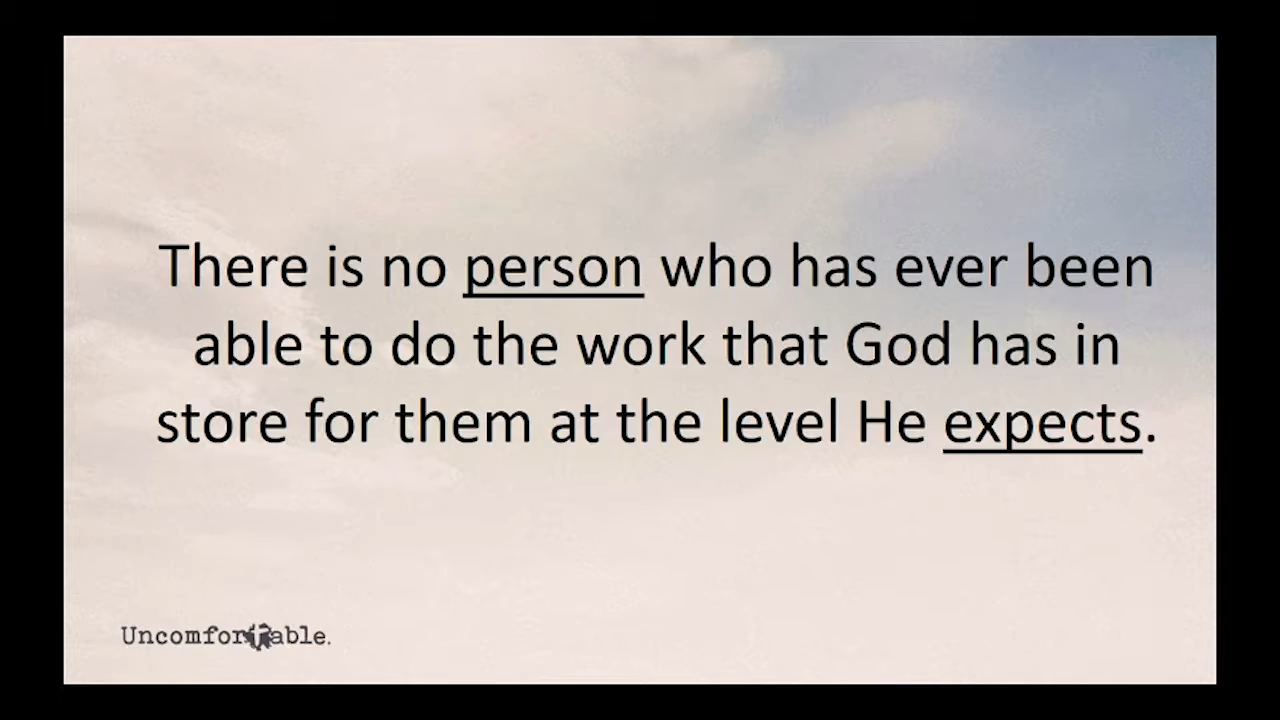 There is no person who has ever been
able to do the work that God has in
store for them at the level He expects.
Uncomfortable.